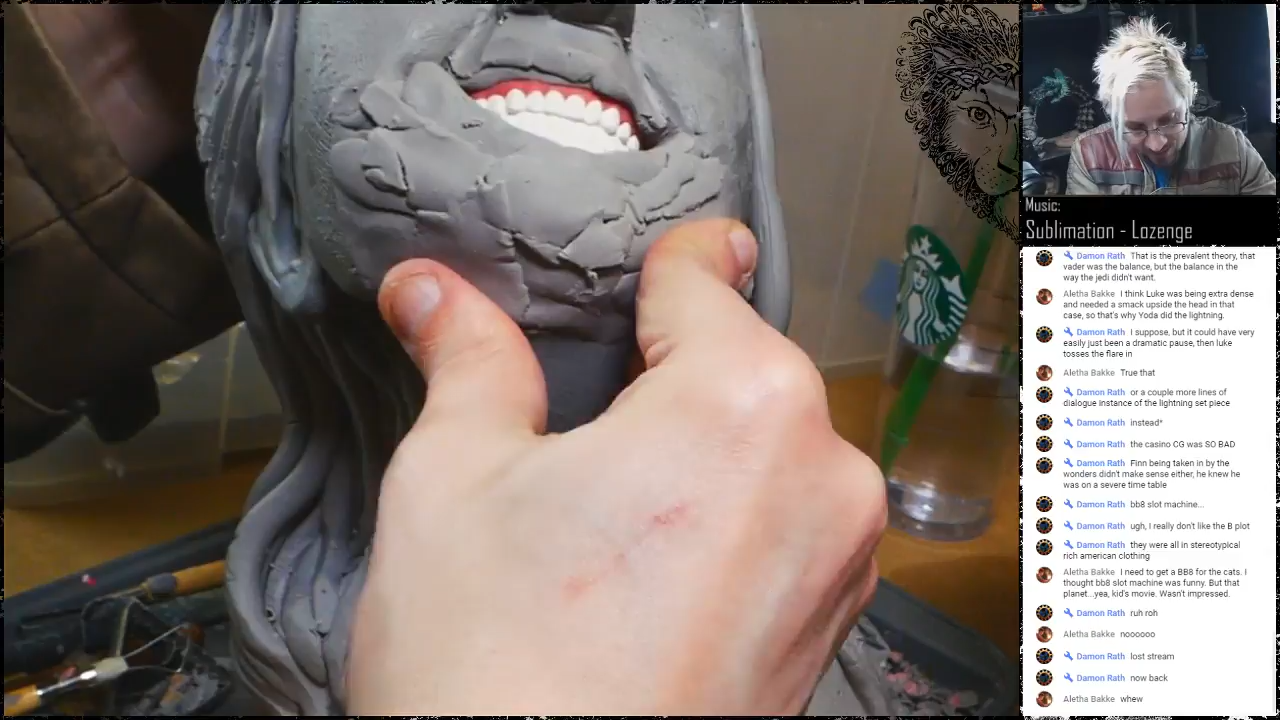 Music:
Sublimation - Lozenge
Damon Rath That is the prevalent theory, that
vader was the balance, but the balance in the
way the jedi didn't want.
Aletha Bakke I think Luke was being extra dense
and needed a smack upside the head in that
case, so that's why Yoda did the lightning.
Damon Rath I suppose, but it could have very
easily just been a dramatic pause, then luke
tosses the flare in
Aletha Bakke True that
Damon Rath or a couple more lines of
dialogue instance of the lightning set piece
Damon Rath instead*
Damon Rath the casino CG was SO BAD
Damon Rath Finn being taken in by the
wonders didn't make sense either, he knew he
was on a severe time table
Damon Rath bb8 slot machine...
Damon Rath ugh, I really don't like the B plot
Damon Rath they were all in stereotypical
rich american clothing
Aletha Bakke I need to get a BB8 for the cats. I
thought bb8 slot machine was funny. But that
planet...yea, kid's movie. Wasn't impressed.
Damon Rath ruh roh
Aletha Bakke noooooo
Damon Rath lost stream
Damon Rath now back
Aletha Bakke whew